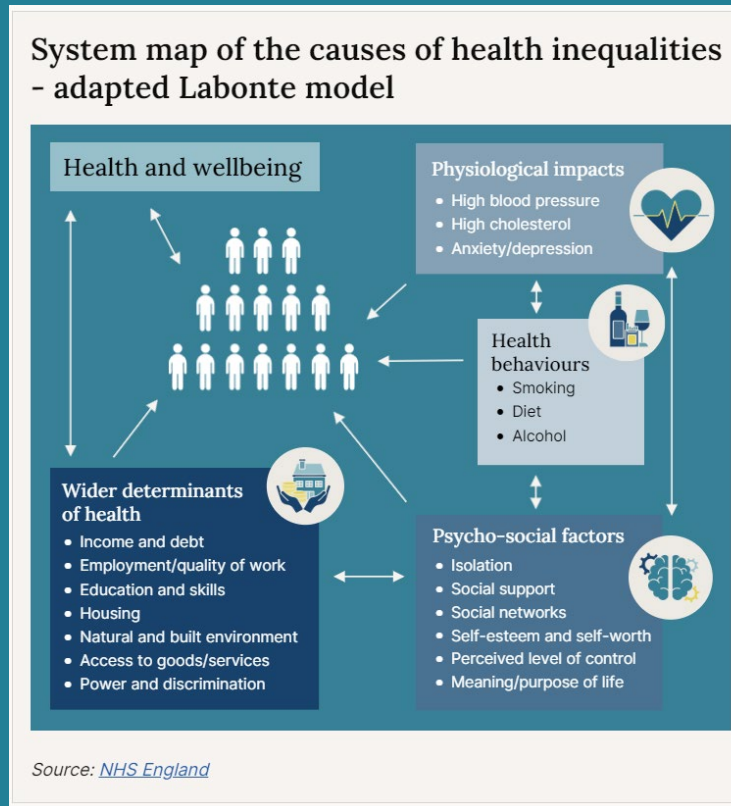 System map of the causes of health inequalities
- adapted Labonte model
Health and wellbeing
Physiological impacts
• High blood pressure
• High cholesterol
• Anxiety/depression
Health
behaviours
• Smoking
• Diet
• Alcohol
Wider determinants
of health
• Income and debt
• Employment/quality of work
• Education and skills
• Housing
• Natural and built environment
• Access to goods/services
• Power and discrimination
Psycho-social factors
• Isolation
• Social support
• Social networks
• Self-esteem and self-worth
• Perceived level of control
• Meaning/purpose of life
Source: NHS England